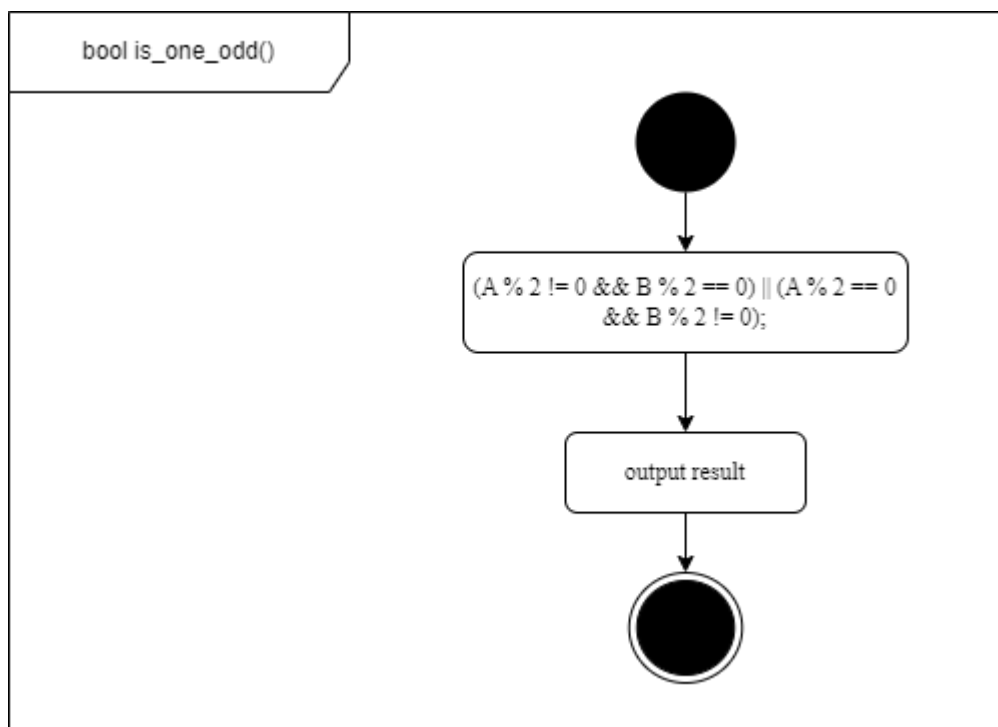 bool is_one_odd()
(A % 2 != 0 && B % 2 == 0) || (A % 2 == 0
&& B % 2 != 0);
output result